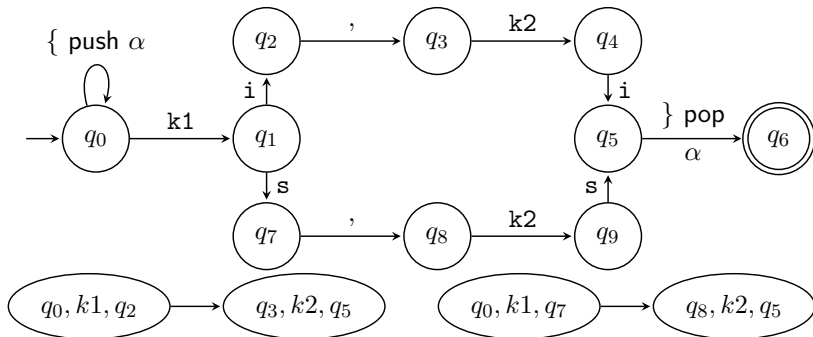 { push α
q0
k1
q1
i
q2
,
q3
k2
q4
i
q5
} pop
α
q6
s
q7
,
q8
k2
q9
s
q0, k1, q2
q3, k2, q5
q0, k1, q7
q8, k2, q5